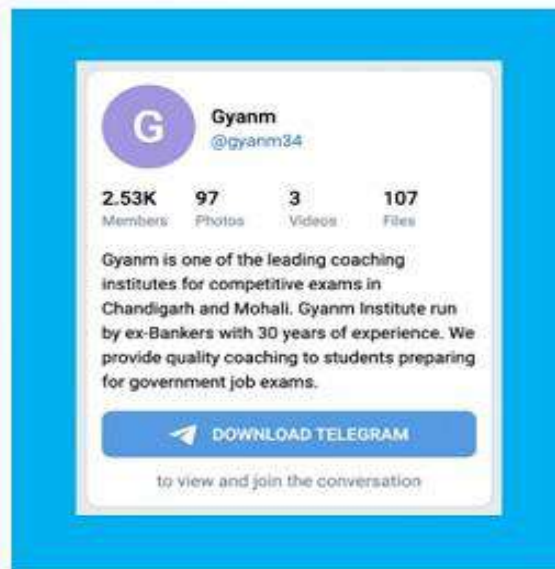 G
Gyanm
@gyanm34
2.53K 97 3 107
Members Photos Videos Files
Gyanm is one of the leading coaching
institutes for competitive exams in
Chandigarh and Mohali. Gyanm Institute run
by ex-Bankers with 30 years of experience. We
provide quality coaching to students preparing
for government job exams.
DOWNLOAD TELEGRAM
to view and join the conversation